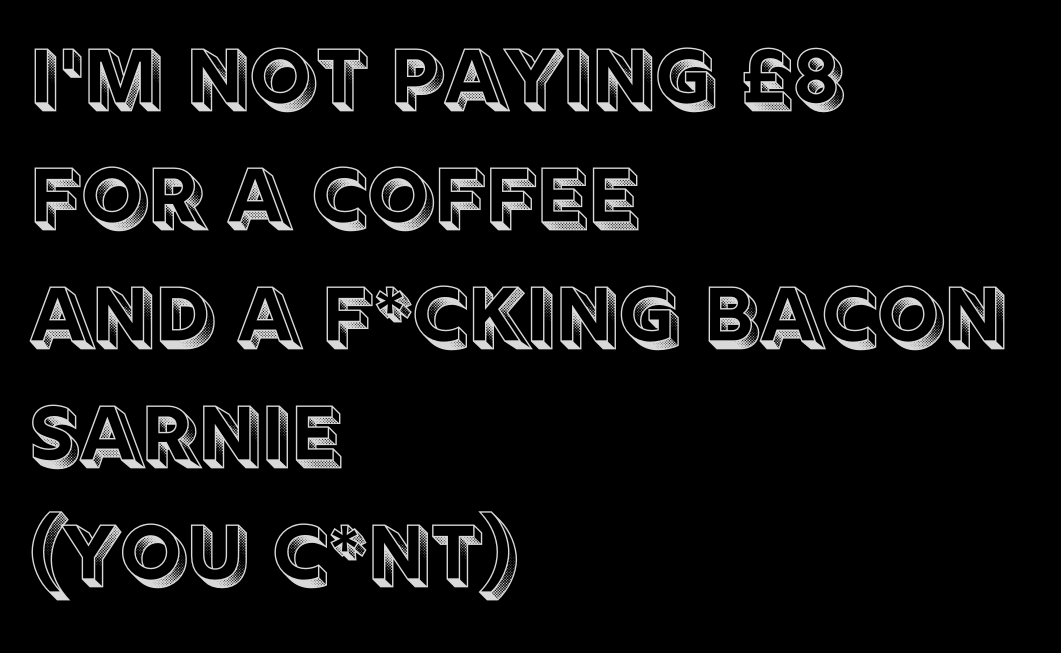 I'M NOT PAYING £8
FOR A COFFEE
AND A F*CKING BACON
SARNIE
(YOU C*NT)